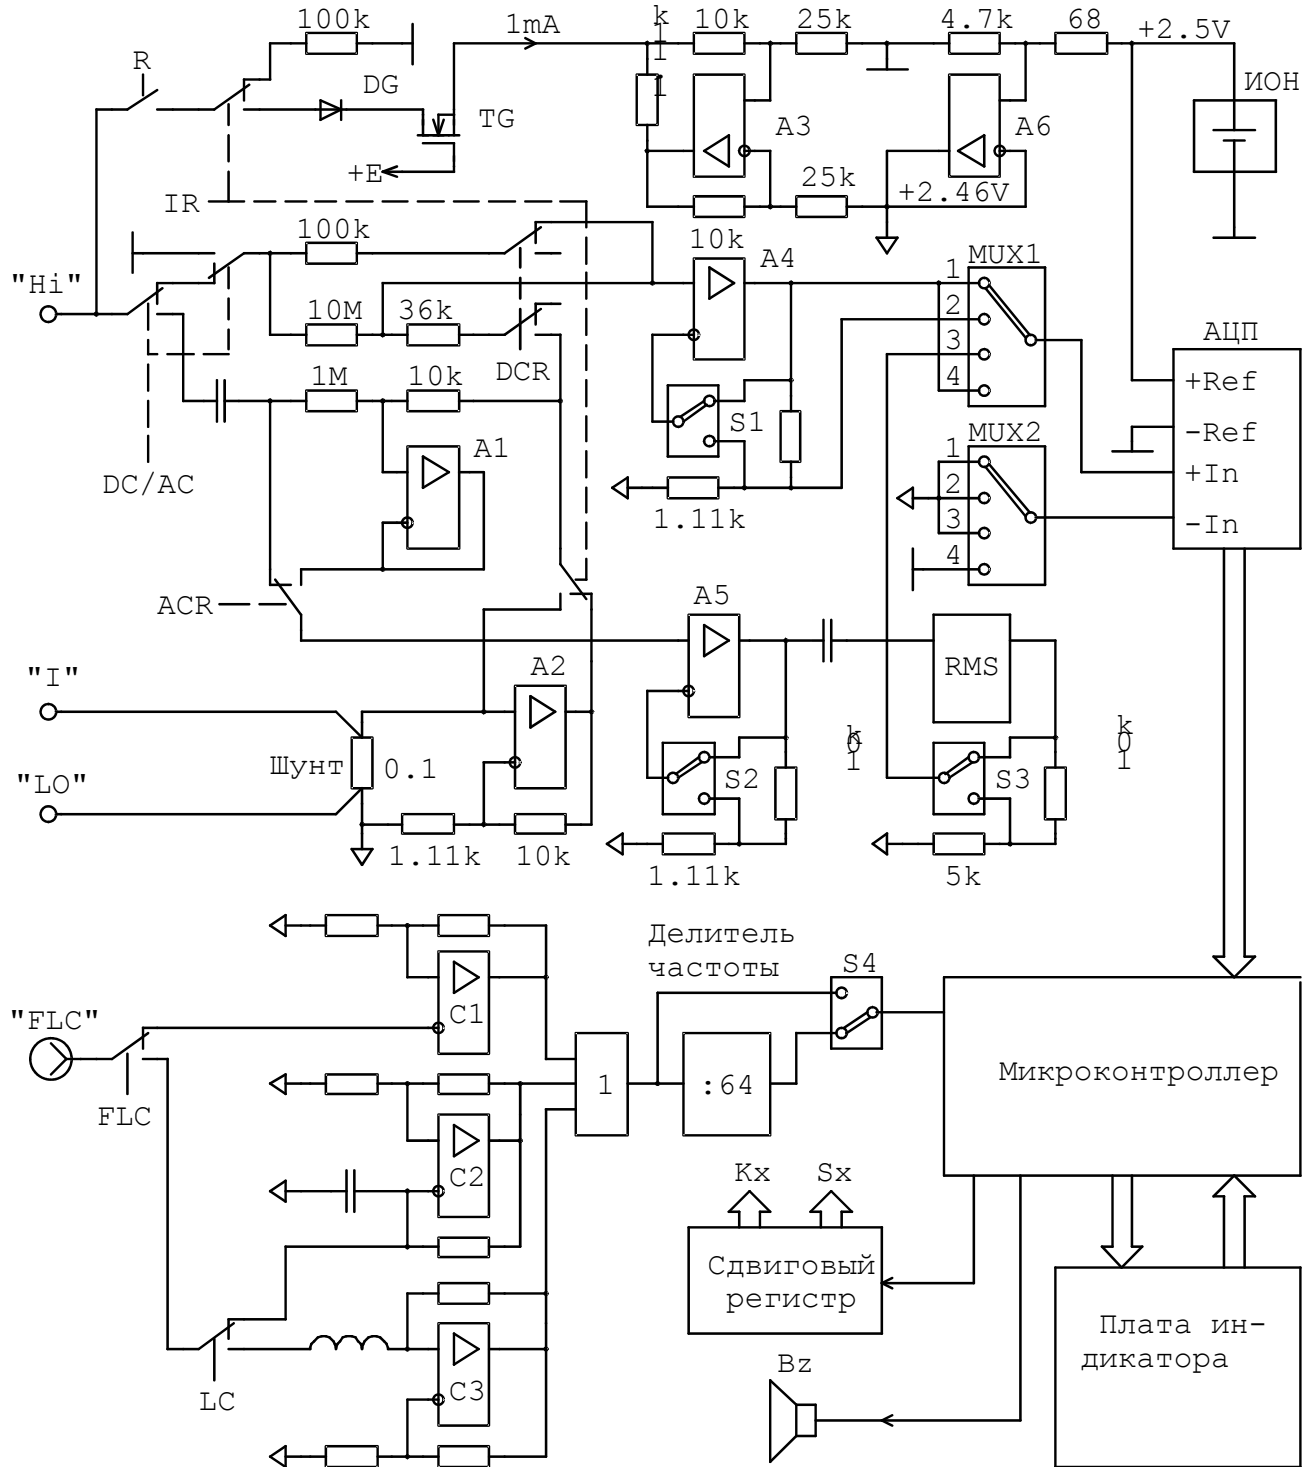 100k
1mA
11k
10k
25k
4.7k
68
+2.5V
R
DG
TG
A3
A6
ИОН
+E
25k
+2.46V
IR
100k
10k
A4
MUX1
"Hi"
10M
36k
1
2
3
4
АЦП
+Ref
-Ref
+In
-In
1M
10k
DCR
S1
MUX2
1
2
3
4
DC/AC
A1
1.11k
ACR
A5
RMS
"I"
A2
10k
10k
"LO"
Шунт
0.1
S2
S3
1.11k
10k
1.11k
5k
Делитель
частоты
S4
"FLC"
C1
FLC
1
:64
Микроконтроллер
C2
Kx
Sx
Сдвиговый
регистр
Плата ин-
дикатора
Bz
LC
C3